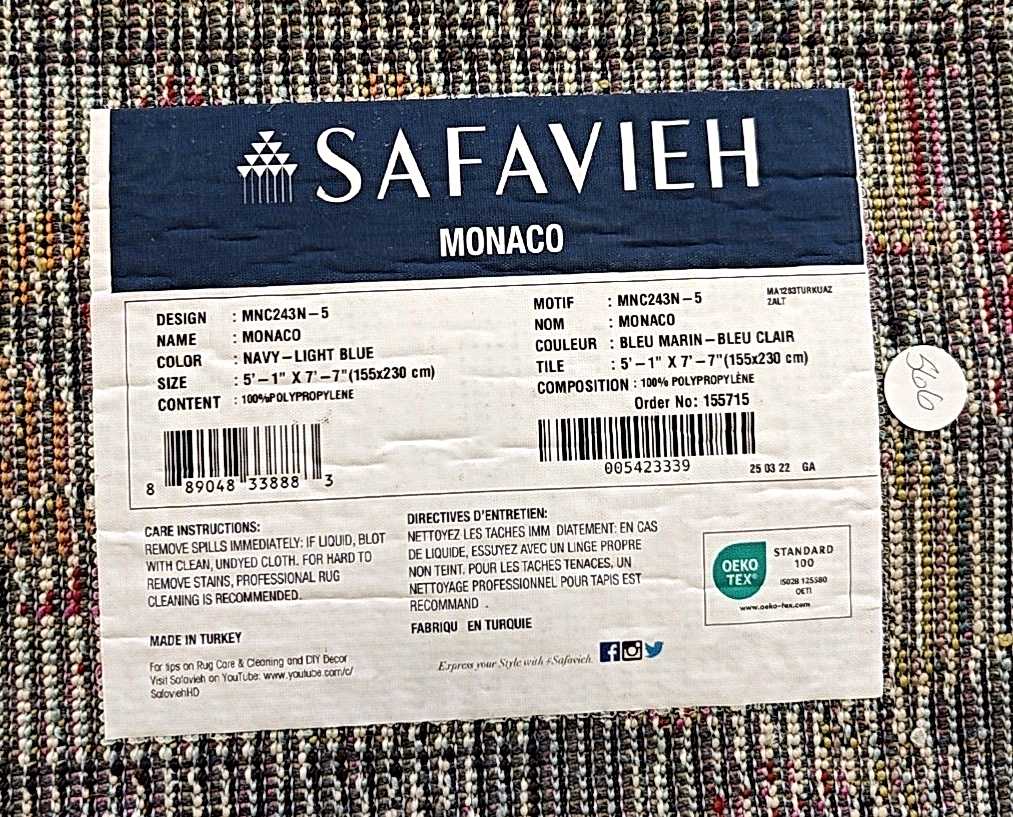 SAFAVIEH
MONACO
DESIGN : MNC243N-5
NAME : MONACO
COLOR : NAVY-LIGHT BLUE
SIZE : 5'-1" X 7'-7"(155x230 cm)
CONTENT : 100%POLYPROPYLENE
8 89048 33888 3
MOTIF : MNC243N-5
NOM : MONACO
COULEUR : BLEU MARIN-BLEU CLAIR
TILE : 5'-1" X 7'-7"(155x230 cm)
COMPOSITION : 100% POLYPROPYLÈNE
Order No: 155715
005423339
25 03 22 GA
MA1283TURKUAZ
2ALT
CARE INSTRUCTIONS:
REMOVE SPILLS IMMEDIATELY: IF LIQUID, BLOT
WITH CLEAN, UNDYED CLOTH. FOR HARD TO
REMOVE STAINS, PROFESSIONAL RUG
CLEANING IS RECOMMENDED.
MADE IN TURKEY
For tips on Rug Care & Cleaning and DIY Decor
Visit Safavieh on YouTube: www.youtube.com/c/
SafaviehHD
DIRECTIVES D'ENTRETIEN:
NETTOYEZ LES TACHES IMM DIATEMENT: EN CAS
DE LIQUIDE, ESSUYEZ AVEC UN LINGE PROPRE
NON TEINT. POUR LES TACHES TENACES, UN
NETTOYAGE PROFESSIONNEL POUR TAPIS EST
RECOMMAND .
FABRIQU EN TURQUIE
Express your Style with #Safavieh.
OEKO
TEX®
STANDARD
100
IS028 125580
OETI
www.oeko-tex.com